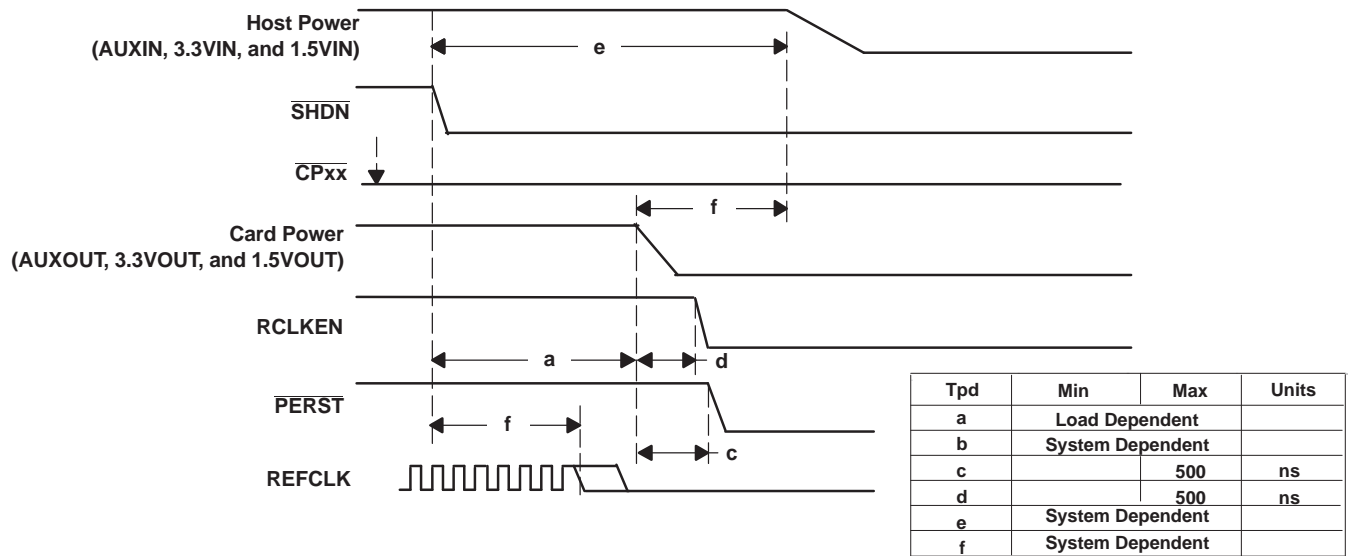 Host Power
(AUXIN, 3.3VIN, and 1.5VIN)
e
SHDN
CPxx
f
Card Power
(AUXOUT, 3.3VOUT, and 1.5VOUT)
RCLKEN
a
d
PERST
f
c
REFCLK
Tpd Min Max Units
a Load Dependent
b System Dependent
c 500 ns
d 500 ns
e System Dependent
f System Dependent